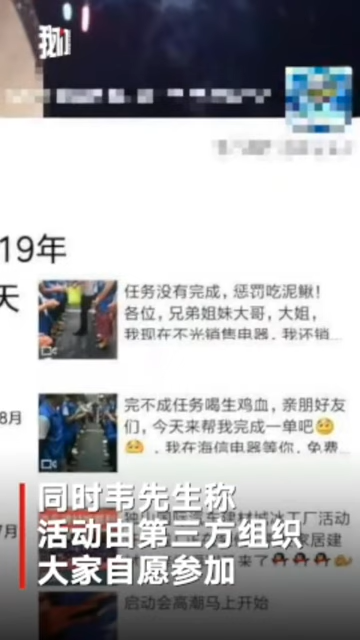 我们
19年
天
任务没有完成，惩罚吃泥鳅！
各位，兄弟姐妹大哥，大姐，
我现在不光销售电器，我还销...
8月
完不成任务喝生鸡血，亲朋好友
们，今天来帮我完成一单吧
，我在海信电器等你，免费...
同时韦先生称
7月
活动由第三方组织
大家自愿参加
启动会高潮马上开始